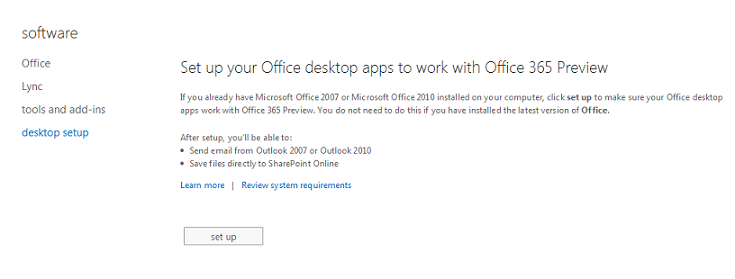 software
Office
Lync
tools and add-ins
desktop setup
Set up your Office desktop apps to work with Office 365 Preview
If you already have Microsoft Office 2007 or Microsoft Office 2010 installed on your computer, click set up to make sure your Office desktop
apps work with Office 365 Preview. You do not need to do this if you have installed the latest version of Office.
After setup, you'll be able to:
• Send email from Outlook 2007 or Outlook 2010
• Save files directly to SharePoint Online
Learn more | Review system requirements
set up